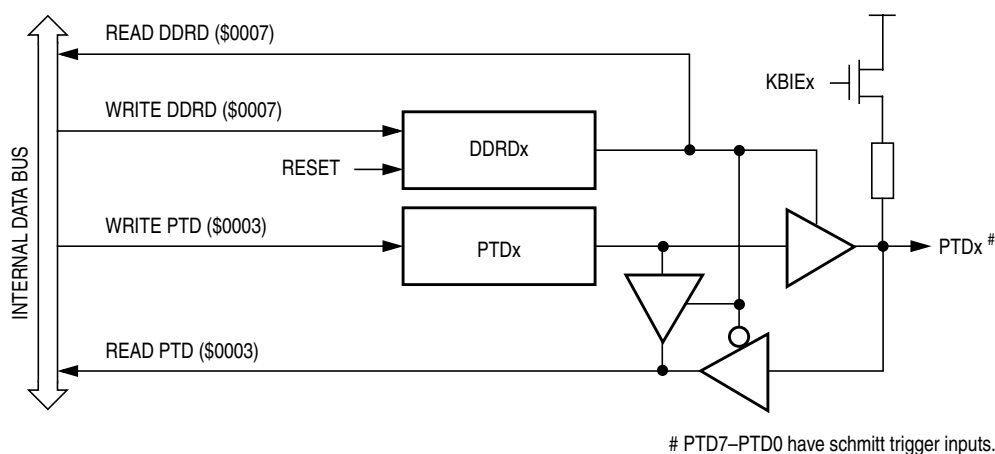 READ DDRD ($0007)
KBIEx
WRITE DDRD ($0007)
DDRDx
RESET
INTERNAL DATA BUS
WRITE PTD ($0003)
PTDx
PTDx #
READ PTD ($0003)
# PTD7–PTD0 have schmitt trigger inputs.